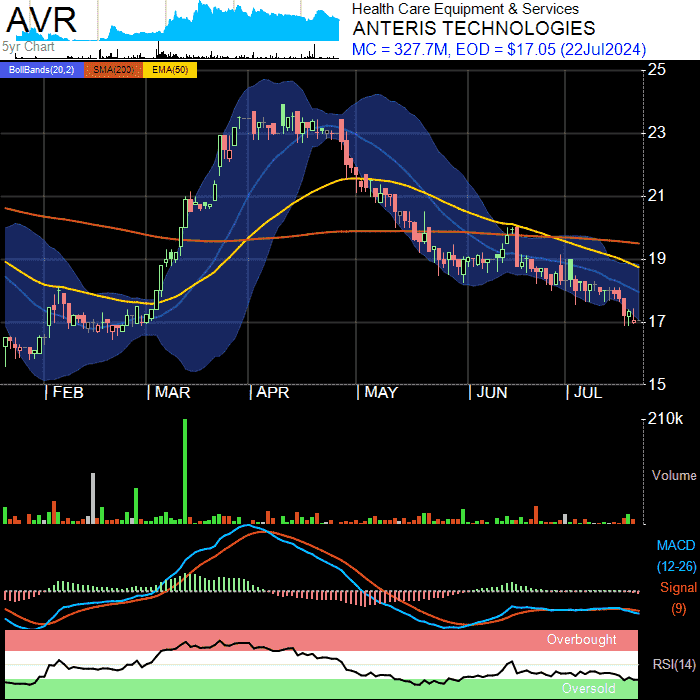 AVR
5yr Chart
Health Care Equipment & Services
ANTERIS TECHNOLOGIES
MC = 327.7M, EOD = $17.05 (22Jul2024)
BollBands(20,2) SMA(200) EMA(50)
25
23
21
19
17
15
FEB MAR APR MAY JUN JUL
210k
Volume
MACD
(12-26)
Signal
(9)
Overbought
RSI(14)
Oversold